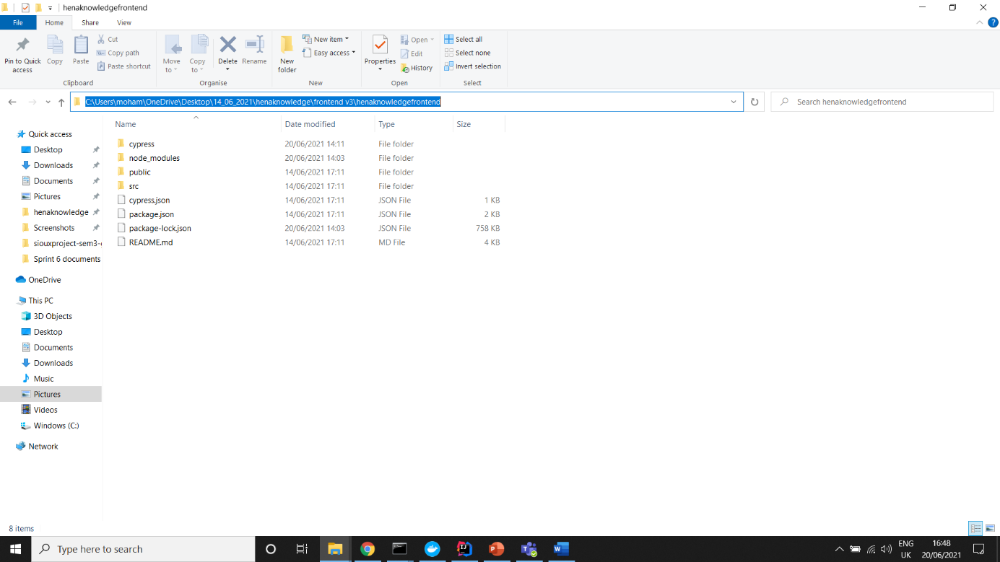 henaknowledgefrontend
File Home Share View
Pin to Quick access
Copy
Paste
Cut
Copy path
Paste shortcut
Clipboard
Move to
Copy to
Delete
Rename
Organise
New folder
New item
Easy access
New
Properties
Open
Edit
History
Open
Select all
Select none
Invert selection
Select
C:\Users\moham\OneDrive\Desktop\14_06_2021\henaknowledge\frontend v3\henaknowledgefrontend
Search henaknowledgefrontend
Quick access
Desktop
Downloads
Documents
Pictures
henaknowledge
Screenshots
siouxproject-sem3-
Sprint 6 documents
OneDrive
This PC
3D Objects
Desktop
Documents
Downloads
Music
Pictures
Videos
Windows (C:)
Network
Name Date modified Type Size
cypress 20/06/2021 14:11 File folder
node_modules 20/06/2021 14:03 File folder
public 14/06/2021 17:11 File folder
src 14/06/2021 17:11 File folder
cypress.json 14/06/2021 17:11 JSON File 1 KB
package.json 14/06/2021 17:11 JSON File 2 KB
package-lock.json 20/06/2021 14:03 JSON File 758 KB
README.md 14/06/2021 17:11 MD File 4 KB
8 items
Type here to search
ENG
UK
16:48
20/06/2021